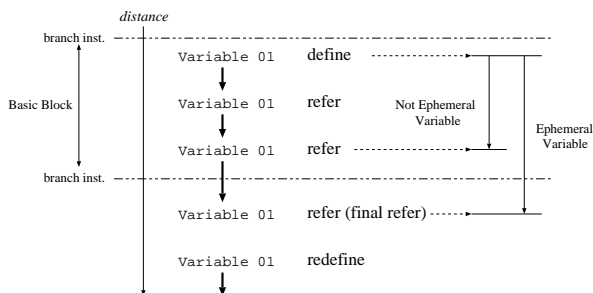 distance
branch inst.
Variable 01 define
Basic Block
Variable 01 refer
Not Ephemeral
Variable
Ephemeral
Variable
Variable 01 refer
branch inst.
Variable 01 refer (final refer)
Variable 01 redefine